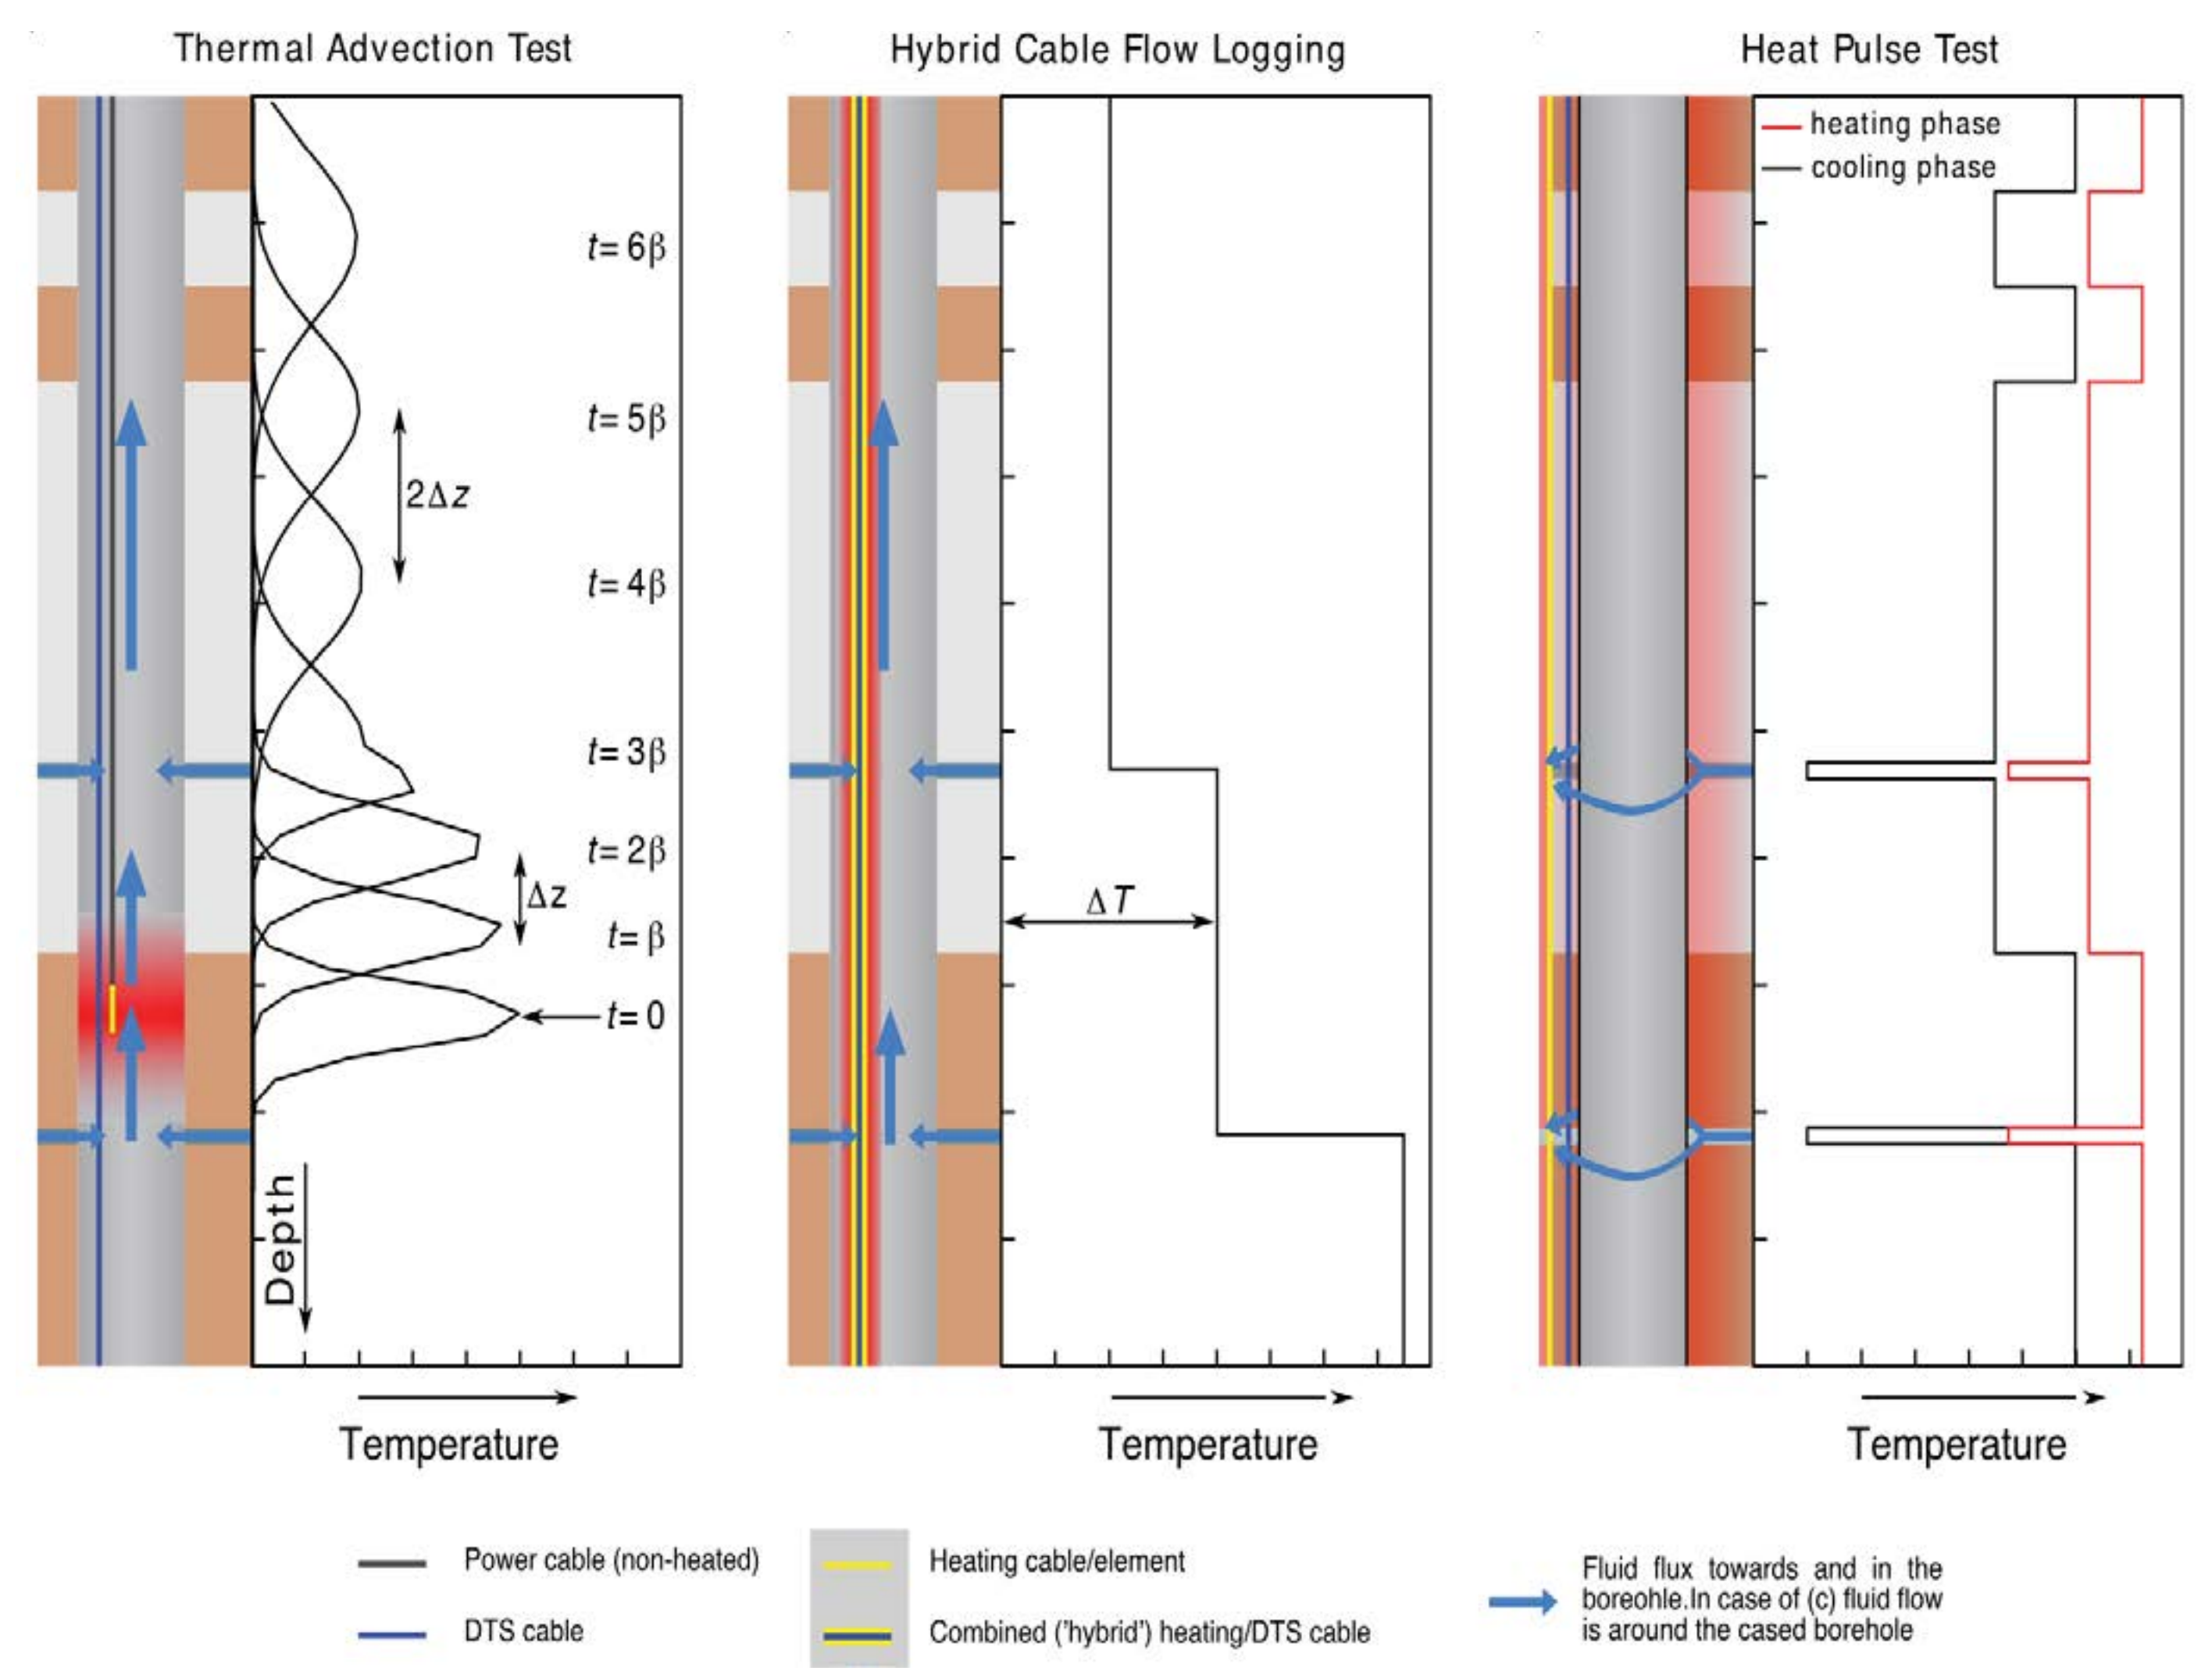 Thermal Advection Test
t= 6β
t= 5β
2Δz
t= 4β
t= 3β
t= 2β
Δz
t= β
t= 0
Depth
Temperature
Hybrid Cable Flow Logging
ΔT
Temperature
Heat Pulse Test
heating phase
cooling phase
Temperature
Power cable (non-heated)
DTS cable
Heating cable/element
Combined ('hybrid') heating/DTS cable
Fluid flux towards and in the
boreohle.In case of (c) fluid flow
is around the cased borehole